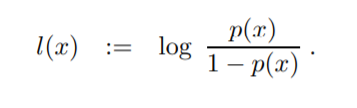 l(x) := log p(x) / 1 − p(x) .